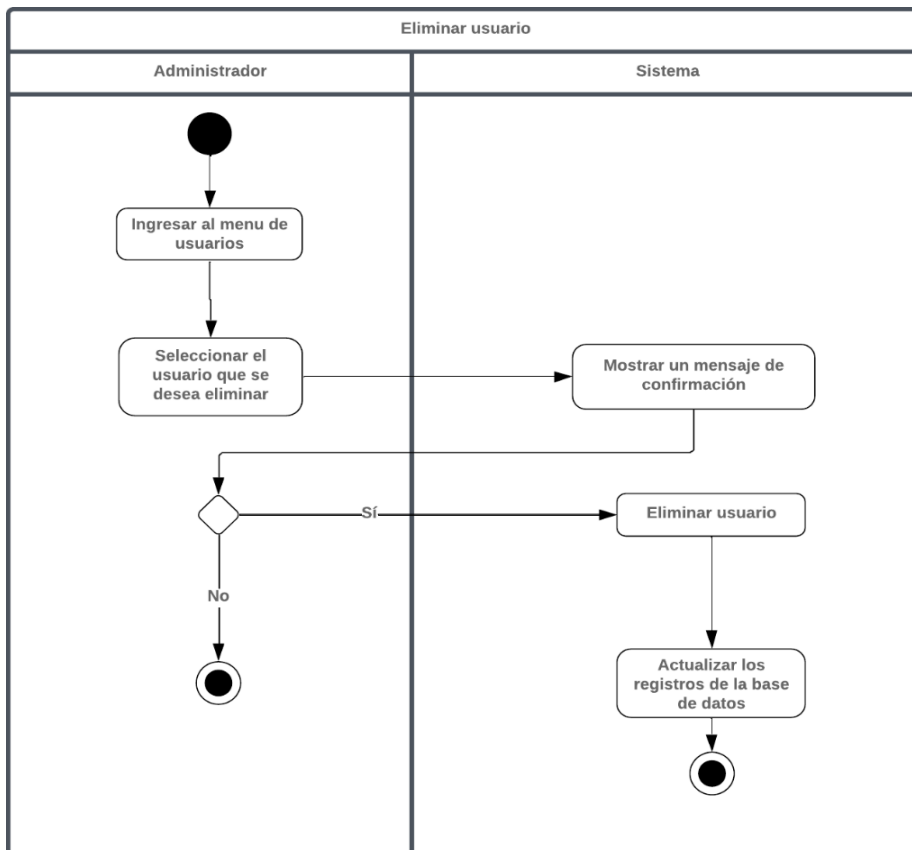 Eliminar usuario
Administrador
Sistema
Ingresar al menu de
usuarios
Seleccionar el
usuario que se
desea eliminar
Mostrar un mensaje de
confirmación
Sí
Eliminar usuario
No
Actualizar los
registros de la base
de datos